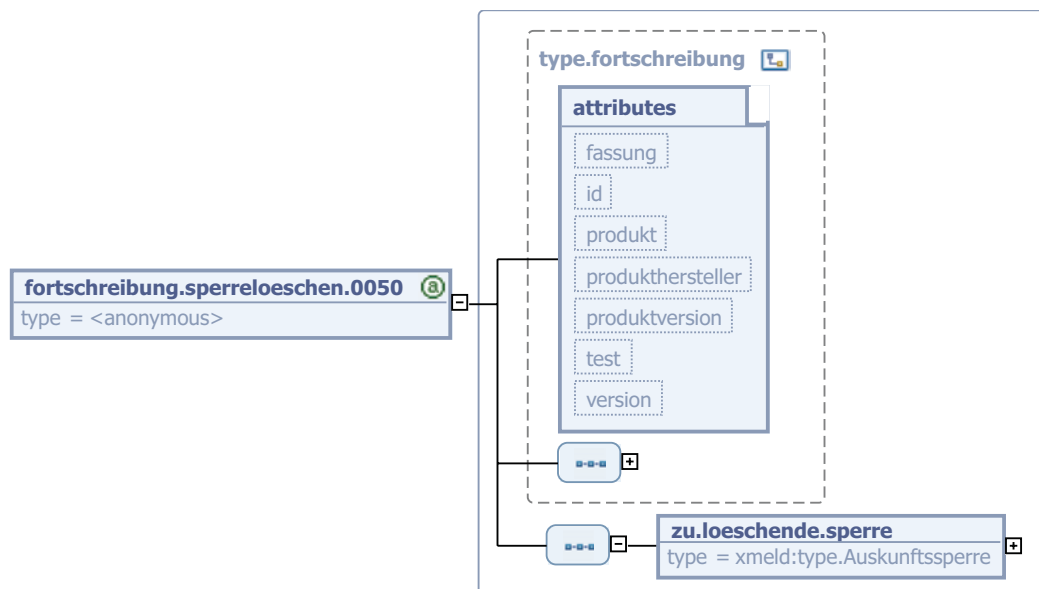 type.fortschreibung
attributes
fassung
id
produkt
produkthersteller
produktversion
test
version
fortschreibung.sperreloeschen.0050 a
type = <anonymous>
zu.loeschende.sperre
type = xmeld:type.Auskunftssperre